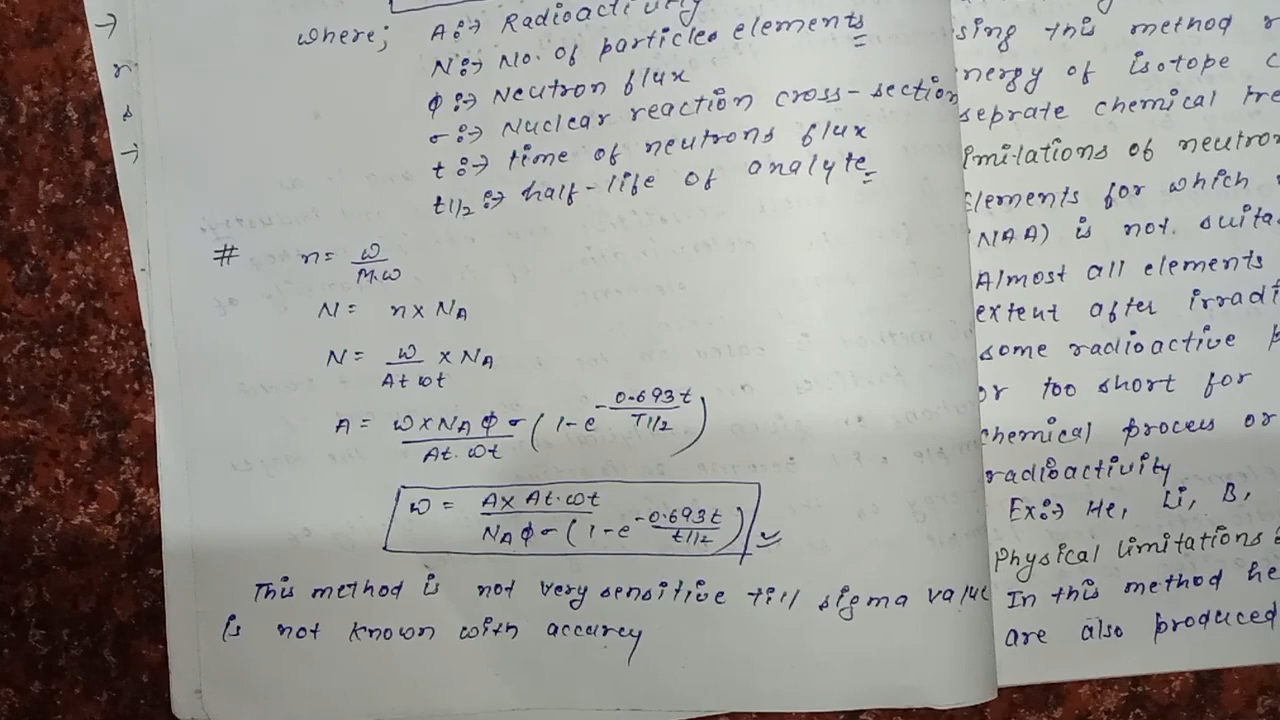 where; A:→ Radioactivity
N:→ No. of particles elements
ϕ:→ Neutron flux
σ:→ Nuclear reaction cross-section
t:→ time of neutrons flux
t1/2:→ half-life of analyte
# n = ω/M.ω
N = n x NA
N = ω/At ωt x NA
A = ω x NA ϕ σ/At. ωt (1-e^-0.693t/T1/2)
ω = A x At.ωt/NA ϕ σ (1-e^-0.693t/t1/2)
This method is not very sensitive till sigma value
is not known with accurcy
sing this method
nergy of isotope
seprate chemical tre
imilations of neutron
Elements for which
(NAA) is not. suita
Almost all elements
extent after irradi
some radioactive
or too short for
chemical process or
radioactivity
Ex:→ He, Li, B,
Physical limitations
In this method he
are also produced